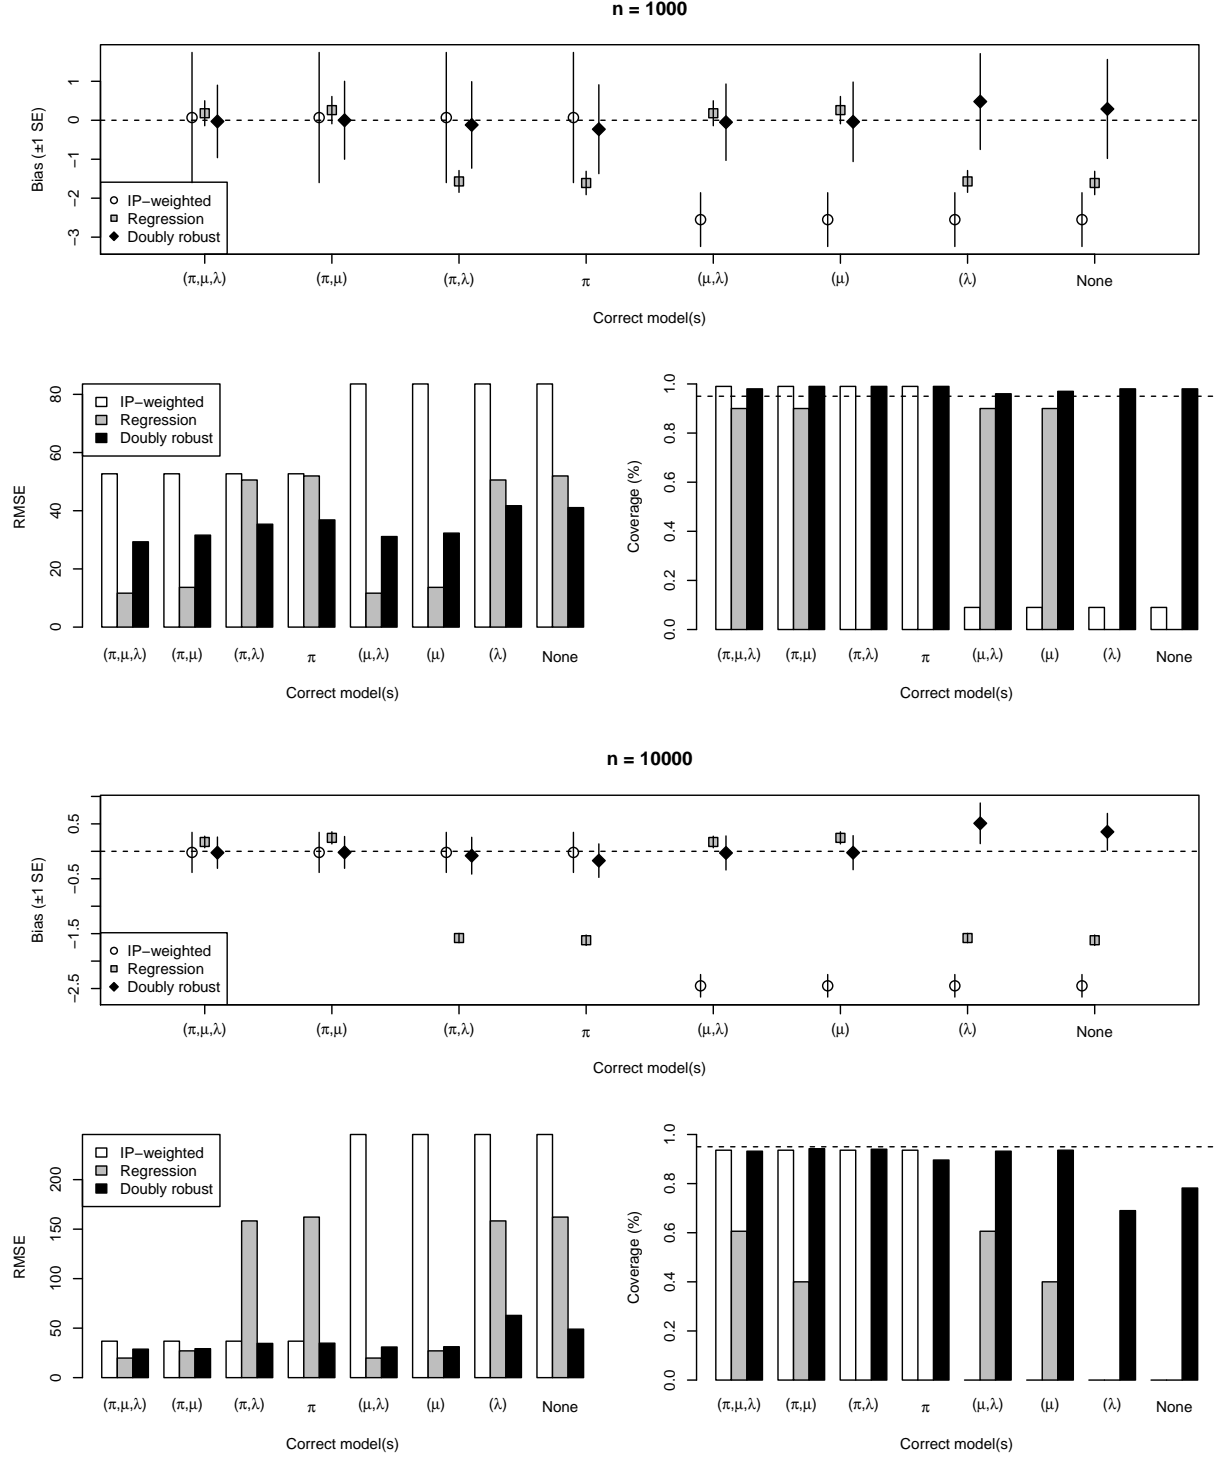 n = 1000
Bias (±1 SE)
1
0
−1
−2
−3
IP−weighted
Regression
Doubly robust
(π,μ,λ) (π,μ) (π,λ) π (μ,λ) (μ) (λ) None
Correct model(s)
RMSE
80
60
40
20
0
IP−weighted
Regression
Doubly robust
(π,μ,λ) (π,μ) (π,λ) π (μ,λ) (μ) (λ) None
Correct model(s)
Coverage (%)
1.0
0.8
0.6
0.4
0.2
0.0
(π,μ,λ) (π,μ) (π,λ) π (μ,λ) (μ) (λ) None
Correct model(s)
n = 10000
Bias (±1 SE)
0.5
−0.5
−1.5
−2.5
IP−weighted
Regression
Doubly robust
(π,μ,λ) (π,μ) (π,λ) π (μ,λ) (μ) (λ) None
Correct model(s)
RMSE
200
150
100
50
0
IP−weighted
Regression
Doubly robust
(π,μ,λ) (π,μ) (π,λ) π (μ,λ) (μ) (λ) None
Correct model(s)
Coverage (%)
1.0
0.8
0.6
0.4
0.2
0.0
(π,μ,λ) (π,μ) (π,λ) π (μ,λ) (μ) (λ) None
Correct model(s)